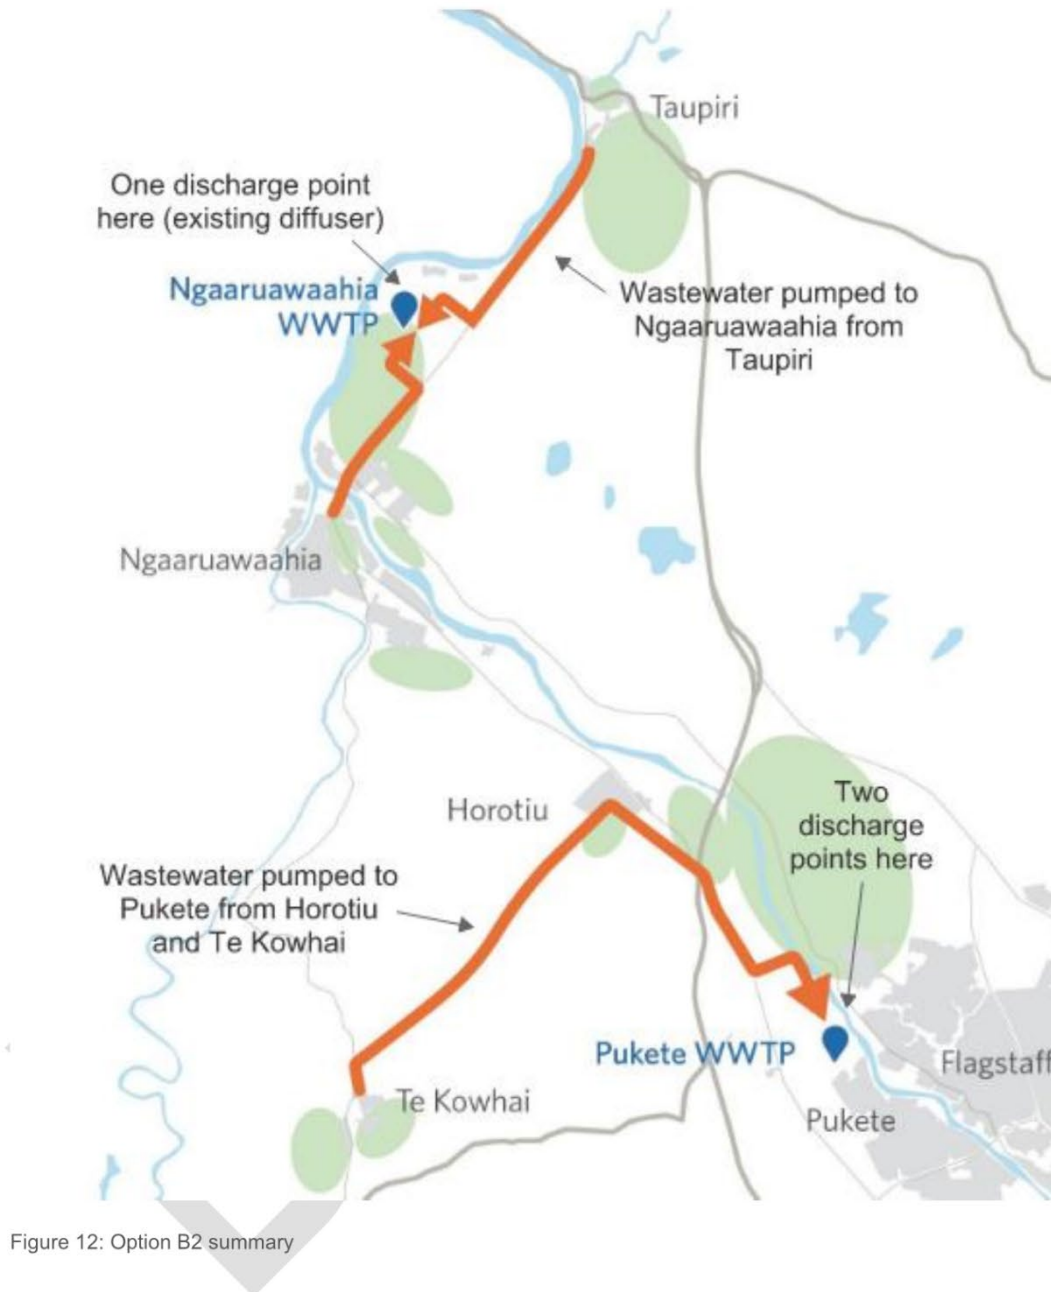 Taupiri
One discharge point
here (existing diffuser)
Ngaaruawaahia
WWTP
Wastewater pumped to
Ngaaruawaahia from
Taupiri
Ngaaruawaahia
Horotiu
Two
discharge
points here
Wastewater pumped to
Pukete from Horotiu
and Te Kowhai
Pukete WWTP
Flagstaff
Te Kowhai
Pukete
Figure 12: Option B2 summary